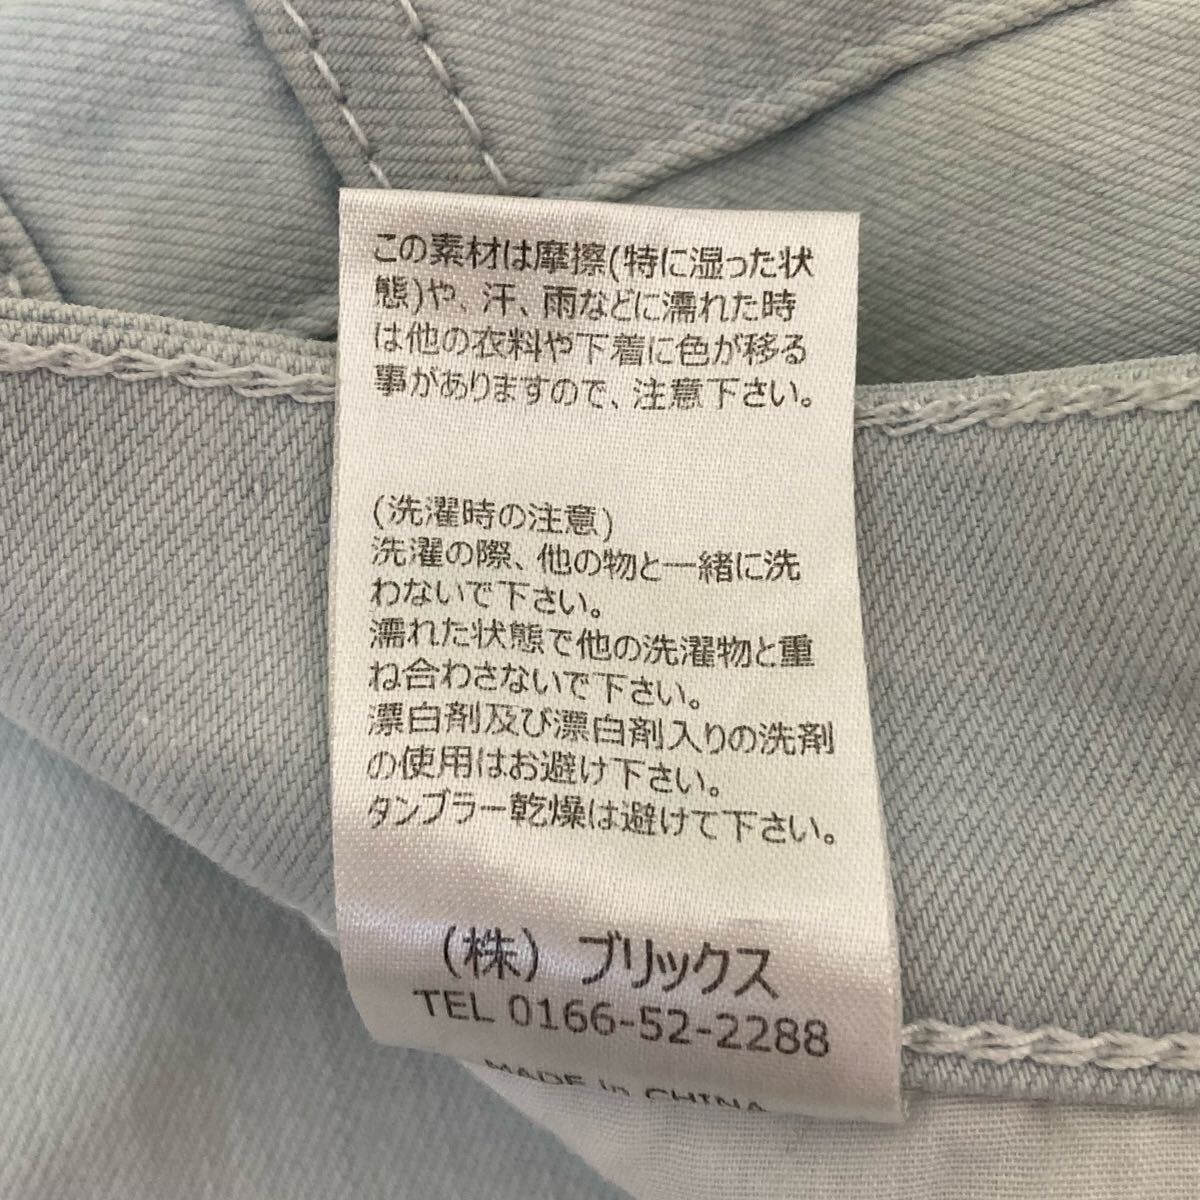 この素材は摩擦(特に湿った状
態)や、汗、雨などに濡れた時
は他の衣料や下着に色が移る
事がありますので、注意下さい。
(洗濯時の注意)
洗濯の際、他の物と一緒に洗
わないで下さい。
濡れた状態で他の洗濯物と重
ね合わさないで下さい。
漂白剤及び漂白剤入りの洗剤
の使用はお避け下さい。
タンブラー乾燥は避けて下さい。
(株) ブリックス
TEL 0166-52-2288
MADE in CHINA